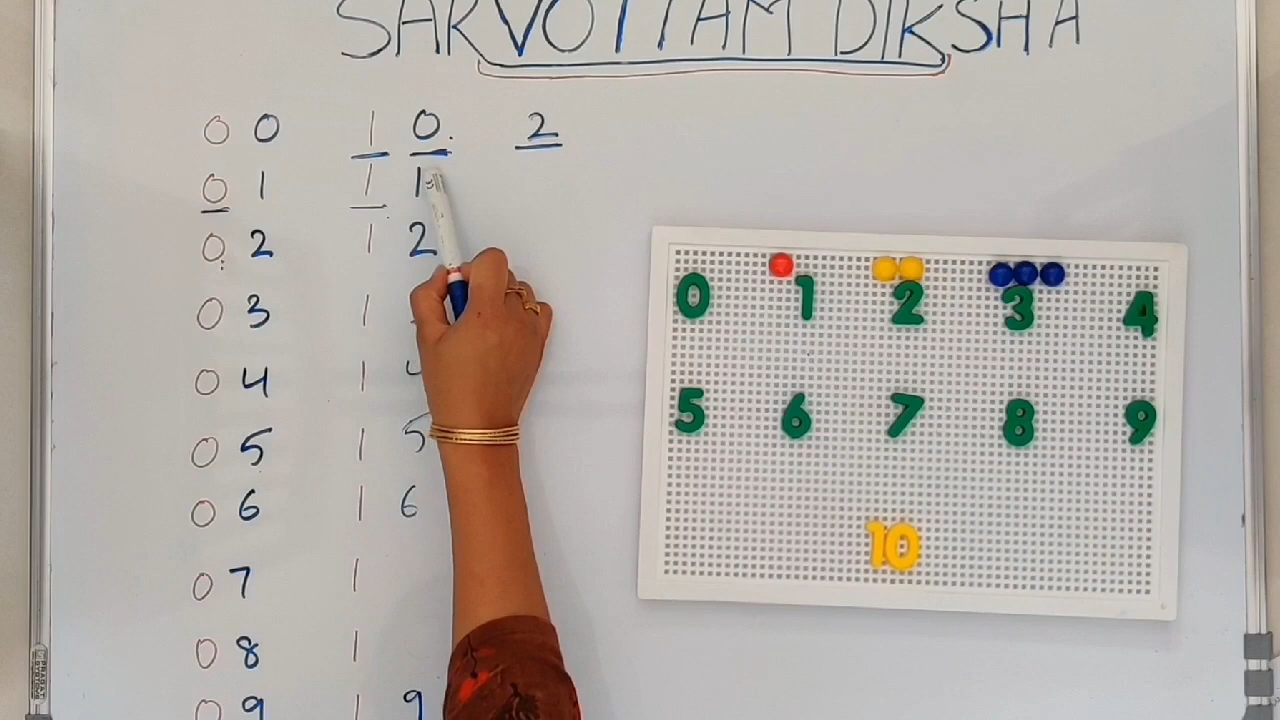 SARVOTTAM DIKSHA
0 0 1 0. 2
0 1 1 1
0 2 1 2
0 3 1
0 4 1 4
0 5 1 5
0 6 1 6
0 7 1
0 8 1
0 9 1 9
0 1 2 3 4
5 6 7 8 9
10